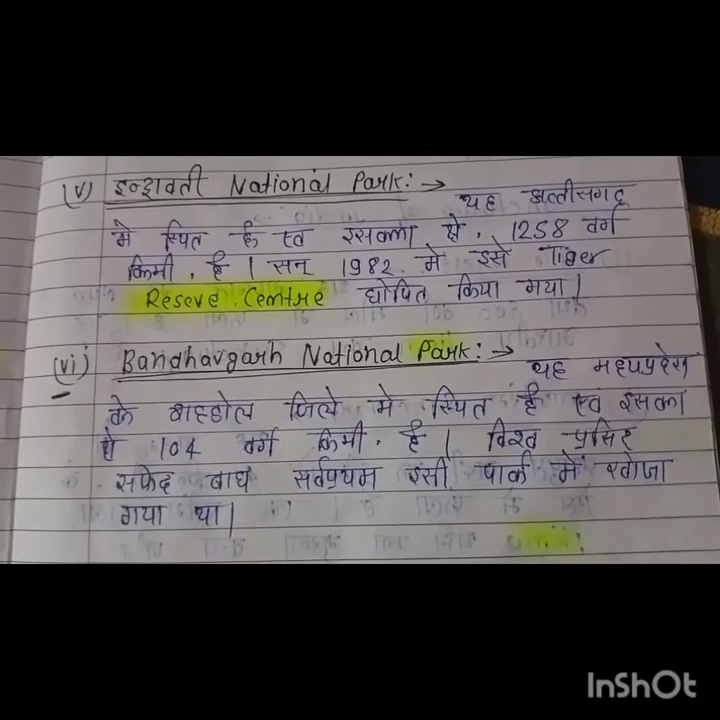 (v) इन्द्रावती National Park:→ यह छत्तीसगढ़
मे स्थित है एवं इसका क्षे. 1258 वर्ग
किमी. है । सन् 1982 मे इसे Tiger
Reserve Centre घोषित किया गया।
(vi) Bandhavgarh National Park:→ यह मध्यप्रदेश
के शहडोल जिले मे स्थित है एवं इसका
क्षे 104 वर्ग किमी. है । विश्व प्रसिद्ध
सफेद बाघ सर्वप्रथम इसी पार्क में खोजा
गया था।
InShOt